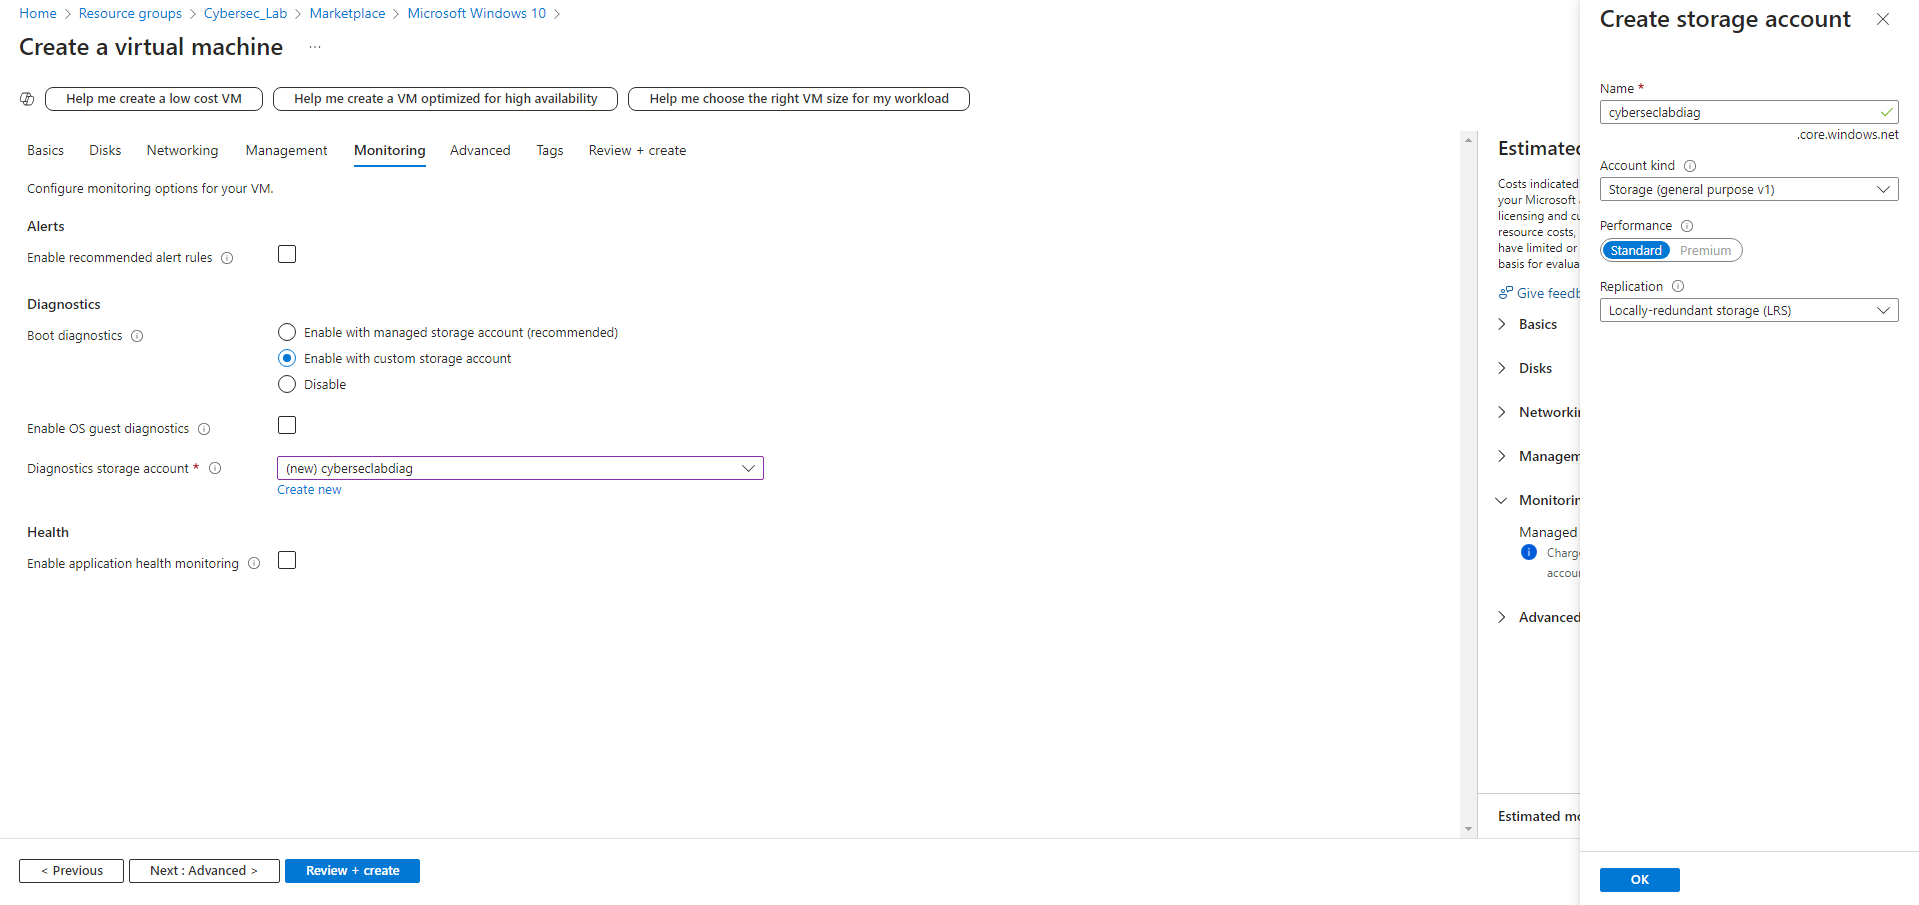 Home > Resource groups > Cybersec_Lab > Marketplace > Microsoft Windows 10 >
Create a virtual machine ...
Help me create a low cost VM
Help me create a VM optimized for high availability
Help me choose the right VM size for my workload
Basics Disks Networking Management Monitoring Advanced Tags Review + create
Configure monitoring options for your VM.
Alerts
Enable recommended alert rules
Diagnostics
Boot diagnostics
Enable with managed storage account (recommended)
Enable with custom storage account
Disable
Enable OS guest diagnostics
Diagnostics storage account *
(new) cyberseclabdiag
Create new
Health
Enable application health monitoring
< Previous
Next : Advanced >
Review + create
Estimated
Costs indicated
your Microsoft
licensing and cu
resource costs,
have limited or
basis for evalua
Give feedb
Basics
Disks
Networkin
Managem
Monitorin
Managed
Charge
accour
Advanced
Estimated mo
Create storage account
Name *
cyberseclabdiag
.core.windows.net
Account kind
Storage (general purpose v1)
Performance
Standard Premium
Replication
Locally-redundant storage (LRS)
OK